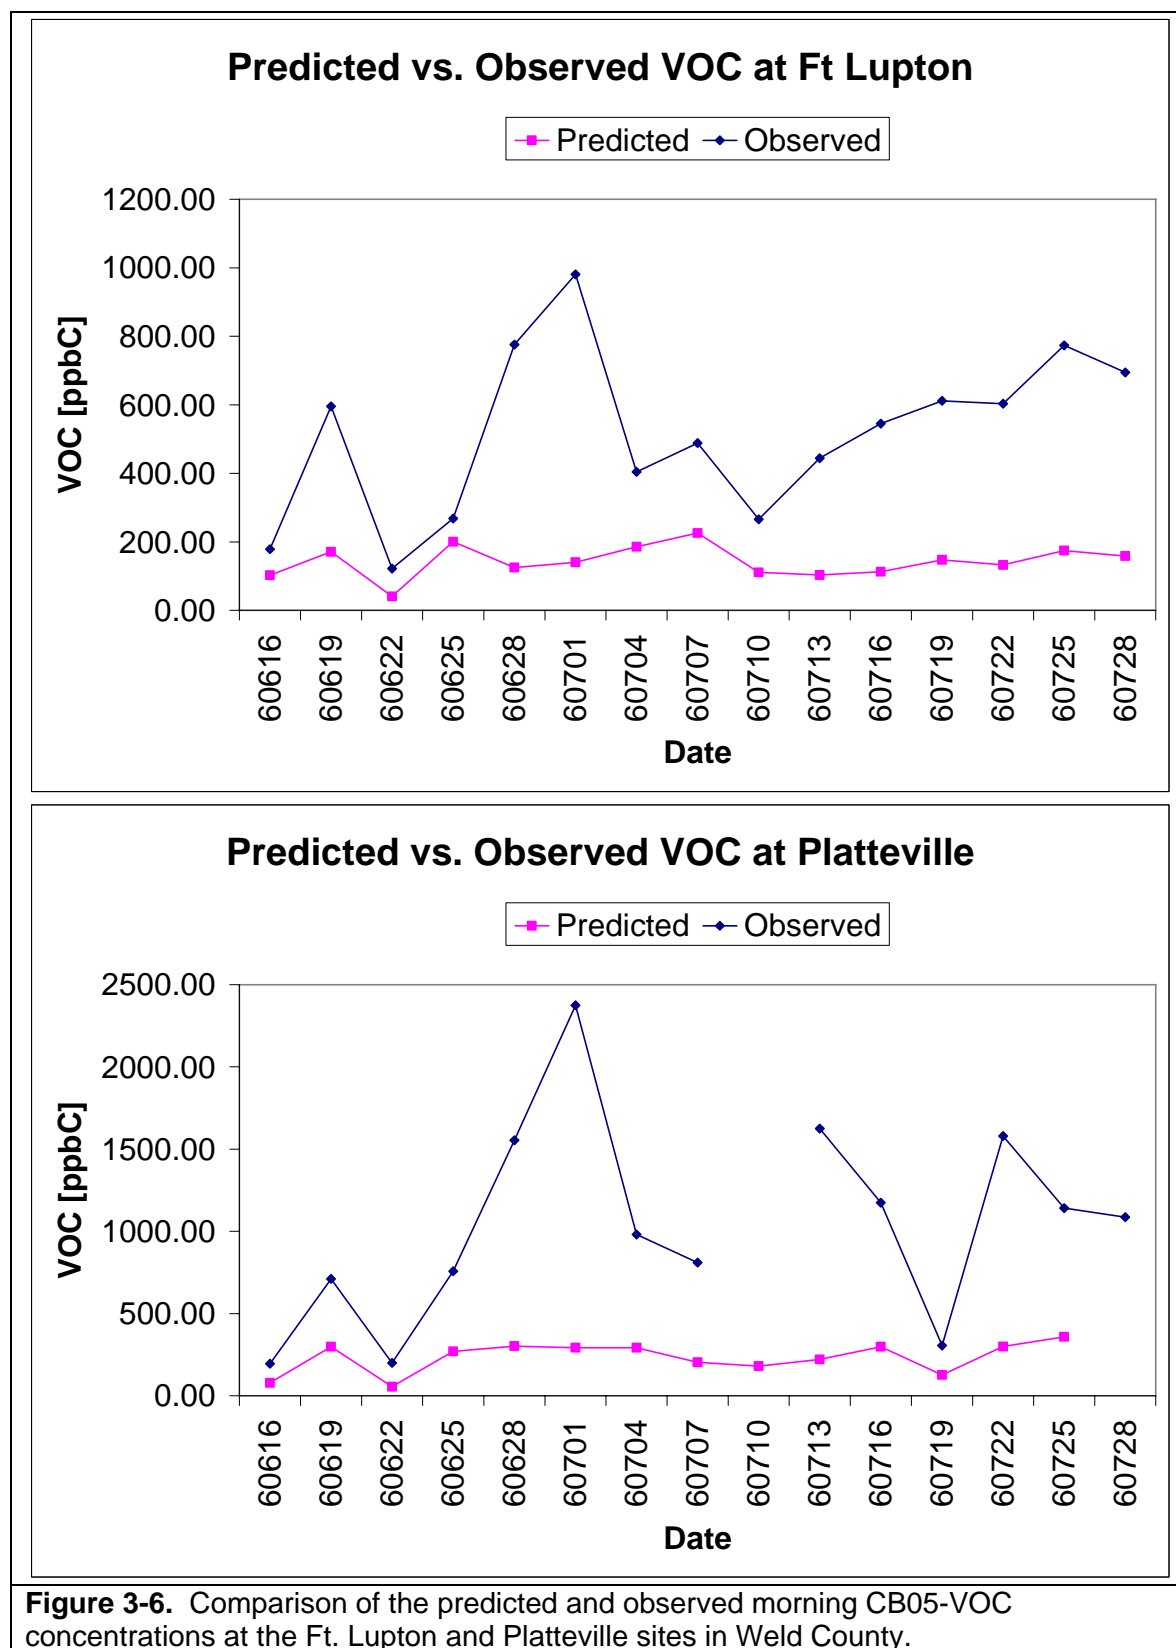 Predicted vs. Observed VOC at Ft Lupton
Predicted Observed
1200.00
1000.00
800.00
600.00
400.00
200.00
0.00
VOC [ppbC]
60616 60619 60622 60625 60628 60701 60704 60707 60710 60713 60716 60719 60722 60725 60728
Date
Predicted vs. Observed VOC at Platteville
Predicted Observed
2500.00
2000.00
1500.00
1000.00
500.00
0.00
VOC [ppbC]
60616 60619 60622 60625 60628 60701 60704 60707 60710 60713 60716 60719 60722 60725 60728
Date
Figure 3-6. Comparison of the predicted and observed morning CB05-VOC
concentrations at the Ft. Lupton and Platteville sites in Weld County.